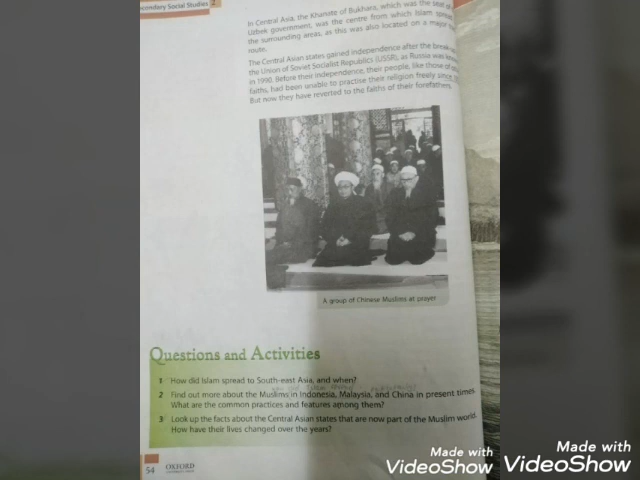 Secondary Social Studies 2
In Central Asia, the Khanate of Bukhara, which was the seat
Uzbek government, was the centre from which Islam spread
the surrounding areas, as this was also located on a major
route.
The Central Asian states gained independence after the
the Union of Soviet Socialist Republics (USSR), as Russia was
in 1990. Before their independence, their people, like those of
faiths, had been unable to practise their religion freely since
But now they have reverted to the faiths of their forefathers.
A group of Chinese Muslims at prayer
Questions and Activities
1 How did Islam spread to South-east Asia, and when?
2 Find out more about the Muslims in Indonesia, Malaysia, and China in present times.
What are the common practices and features among them?
3 Look up the facts about the Central Asian states that are now part of the Muslim world.
How have their lives changed over the years?
54 OXFORD
UNIVERSITY PRESS
Made with
VideoShow
Made with
VideoShow